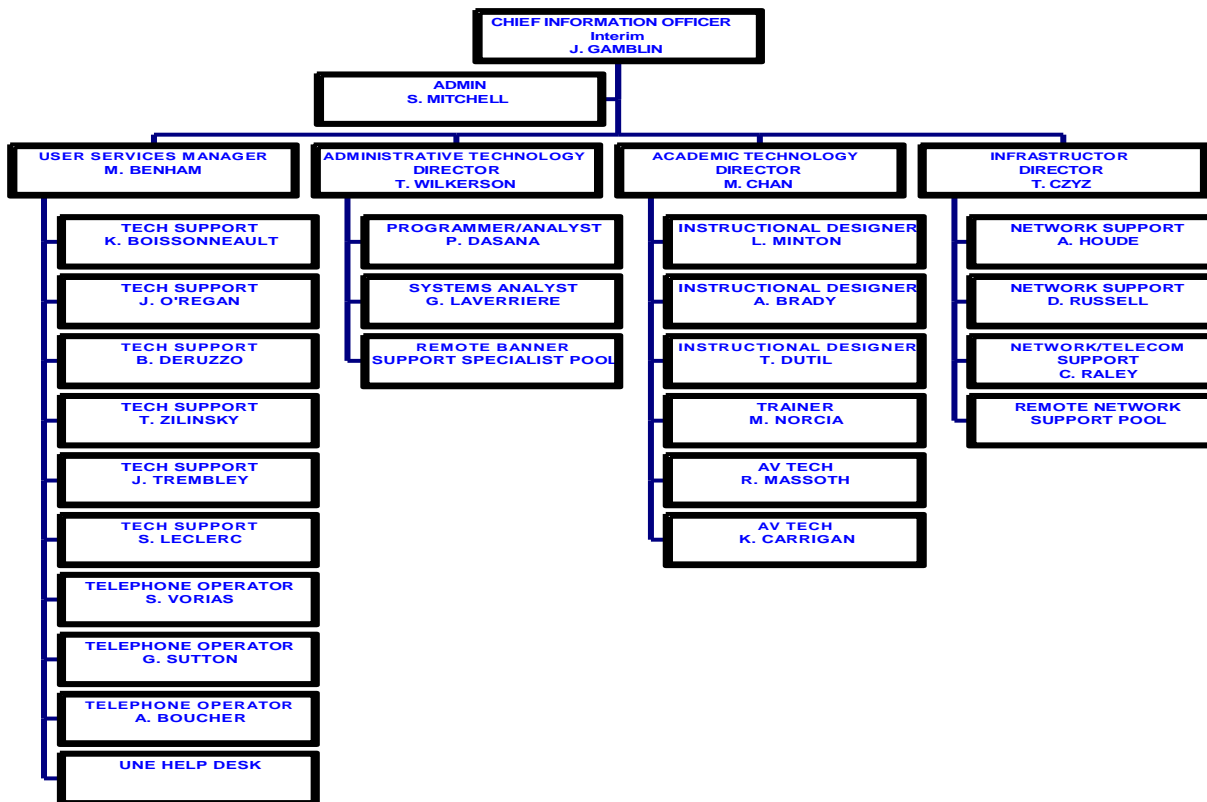 CHIEF INFORMATION OFFICER
Interim
J. GAMBLIN
ADMIN
S. MITCHELL
USER SERVICES MANAGER
M. BENHAM
TECH SUPPORT
K. BOISSONNEAULT
TECH SUPPORT
J. O'REGAN
TECH SUPPORT
B. DERUZZO
TECH SUPPORT
T. ZILINSKY
TECH SUPPORT
J. TREMBLEY
TECH SUPPORT
S. LECLERC
TELEPHONE OPERATOR
S. VORIAS
TELEPHONE OPERATOR
G. SUTTON
TELEPHONE OPERATOR
A. BOUCHER
UNE HELP DESK
ADMINISTRATIVE TECHNOLOGY
DIRECTOR
T. WILKERSON
PROGRAMMER/ANALYST
P. DASANA
SYSTEMS ANALYST
G. LAVERRIERE
REMOTE BANNER
SUPPORT SPECIALIST POOL
ACADEMIC TECHNOLOGY
DIRECTOR
M. CHAN
INSTRUCTIONAL DESIGNER
L. MINTON
INSTRUCTIONAL DESIGNER
A. BRADY
INSTRUCTIONAL DESIGNER
T. DUTIL
TRAINER
M. NORCIA
AV TECH
R. MASSOTH
AV TECH
K. CARRIGAN
INFRASTRUCTOR
DIRECTOR
T. CZYZ
NETWORK SUPPORT
A. HOUDE
NETWORK SUPPORT
D. RUSSELL
NETWORK/TELECOM
SUPPORT
C. RALEY
REMOTE NETWORK
SUPPORT POOL